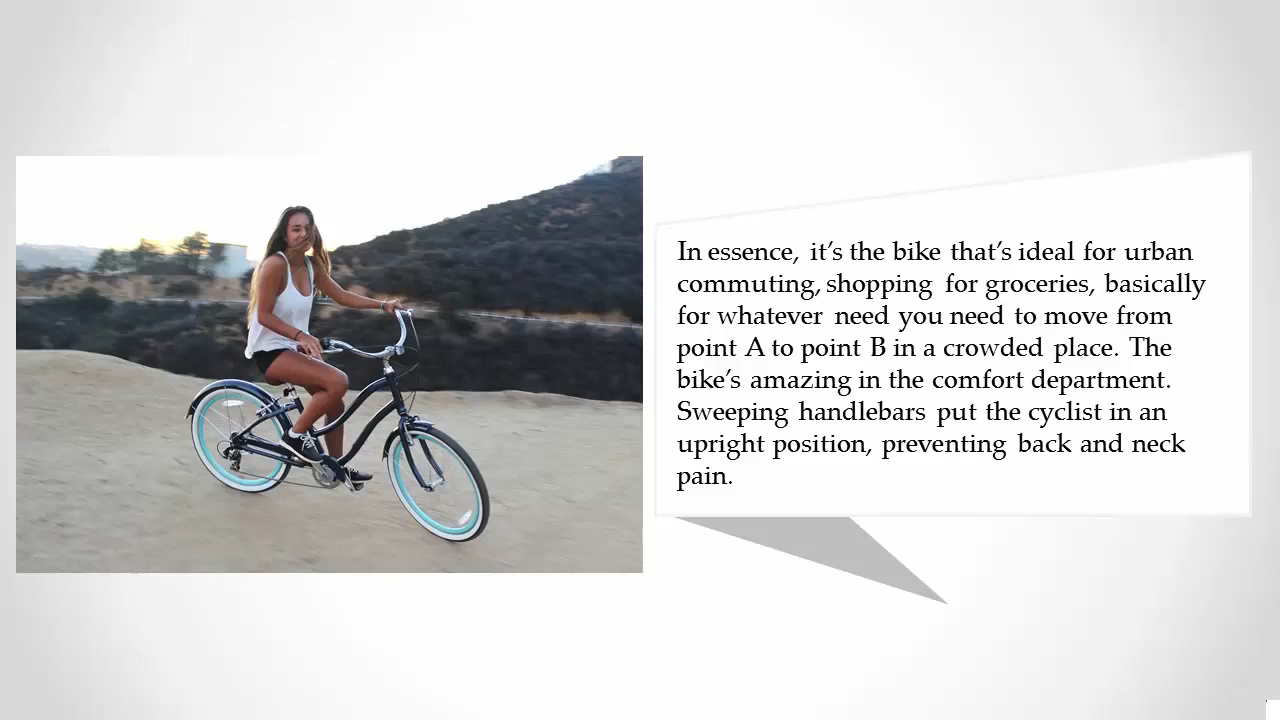 In essence, it’s the bike that’s ideal for urban
commuting, shopping for groceries, basically
for whatever need you need to move from
point A to point B in a crowded place. The
bike’s amazing in the comfort department.
Sweeping handlebars put the cyclist in an
upright position, preventing back and neck
pain.